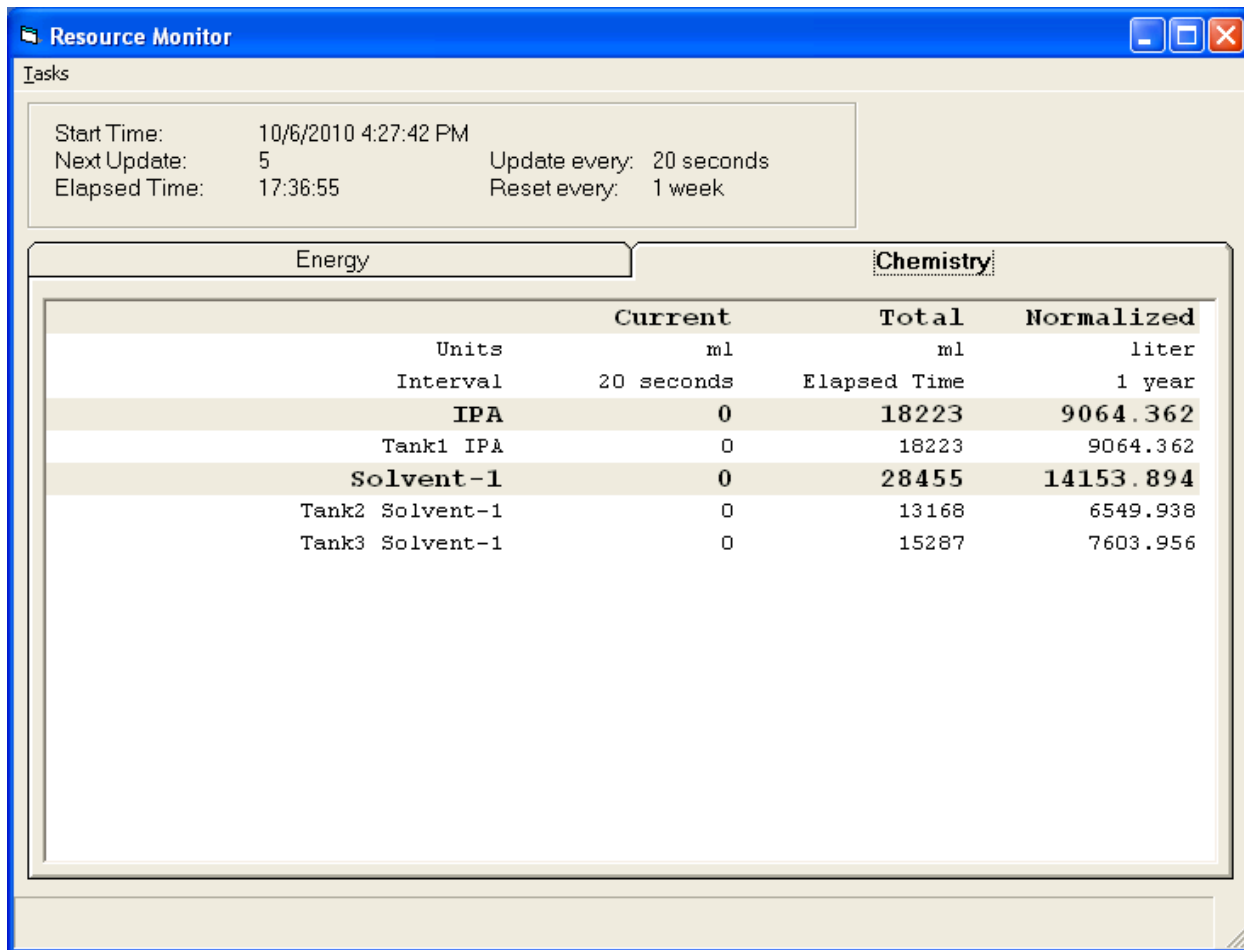 Resource Monitor
Tasks
Start Time: 10/6/2010 4:27:42 PM
Next Update: 5 Update every: 20 seconds
Elapsed Time: 17:36:55 Reset every: 1 week
Energy Chemistry
Current Total Normalized
Units ml ml liter
Interval 20 seconds Elapsed Time 1 year
IPA 0 18223 9064.362
Tank1 IPA 0 18223 9064.362
Solvent-1 0 28455 14153.894
Tank2 Solvent-1 0 13168 6549.938
Tank3 Solvent-1 0 15287 7603.956